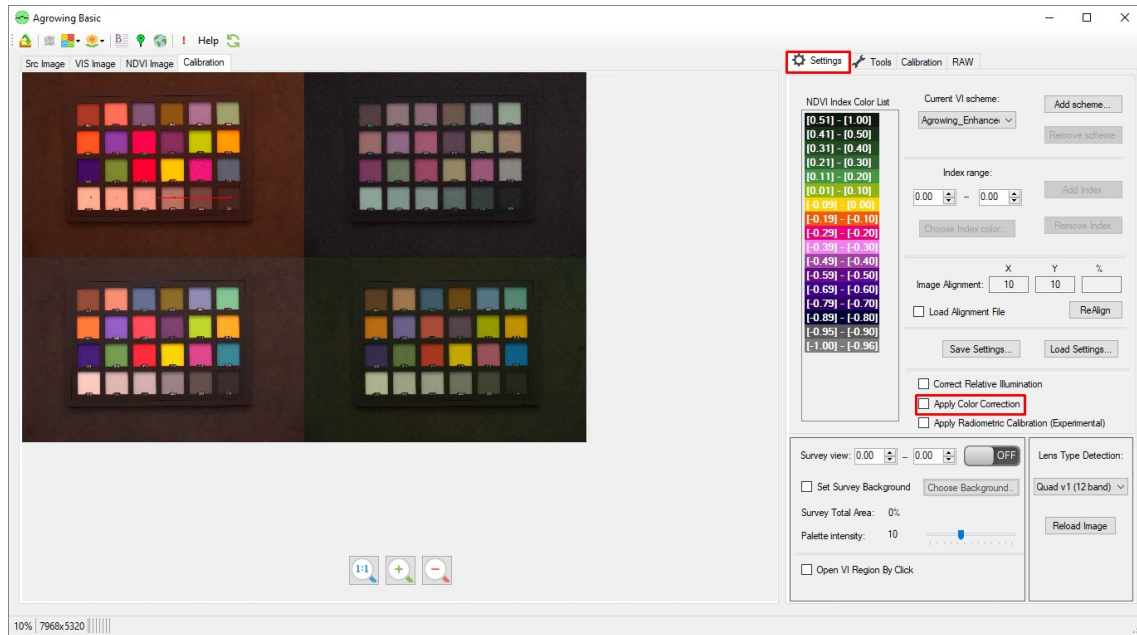 Agrowing Basic
Help
Src Image VIS Image NDVI Image Calibration
Settings Tools Calibration RAW
NDVI Index Color List
[0.51] - [1.00]
[0.41] - [0.50]
[0.31] - [0.40]
[0.21] - [0.30]
[0.11] - [0.20]
[0.01] - [0.10]
[-0.09] - [0.00]
[-0.19] - [-0.10]
[-0.29] - [-0.20]
[-0.39] - [-0.30]
[-0.49] - [-0.40]
[-0.59] - [-0.50]
[-0.69] - [-0.60]
[-0.79] - [-0.70]
[-0.89] - [-0.80]
[-0.95] - [-0.90]
[-1.00] - [-0.96]
Current VI scheme:
Agrowing_Enhance
Add scheme...
Remove scheme
Index range:
0.00 - 0.00
Add Index
Choose Index color...
Remove Index
X Y %
Image Alignment: 10 10
Load Alignment File
ReAlign
Save Settings... Load Settings...
Correct Relative Illumination
Apply Color Correction
Apply Radiometric Calibration (Experimental)
Survey view: 0.00 - 0.00 OFF
Set Survey Background Choose Background..
Survey Total Area: 0%
Palette intensity: 10
Open VI Region By Click
Lens Type Detection:
Quad v1 (12 band)
Reload Image
1:1
10% 7968x5320